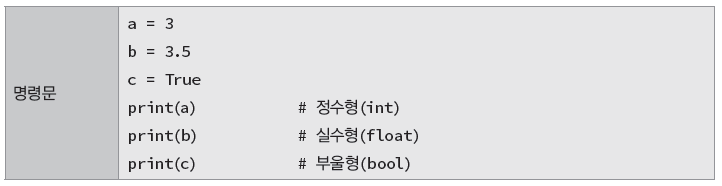 명령문
a = 3
b = 3.5
c = True
print(a) # 정수형(int)
print(b) # 실수형(float)
print(c) # 부울형(bool)